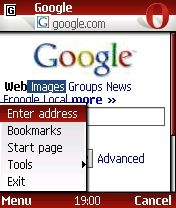 G Google
google.com
Google
Web Images Groups News
Froogle Local more »
Enter address
Bookmarks
Start page
Tools
Exit
Advanced
Menu 19:00 Cancel